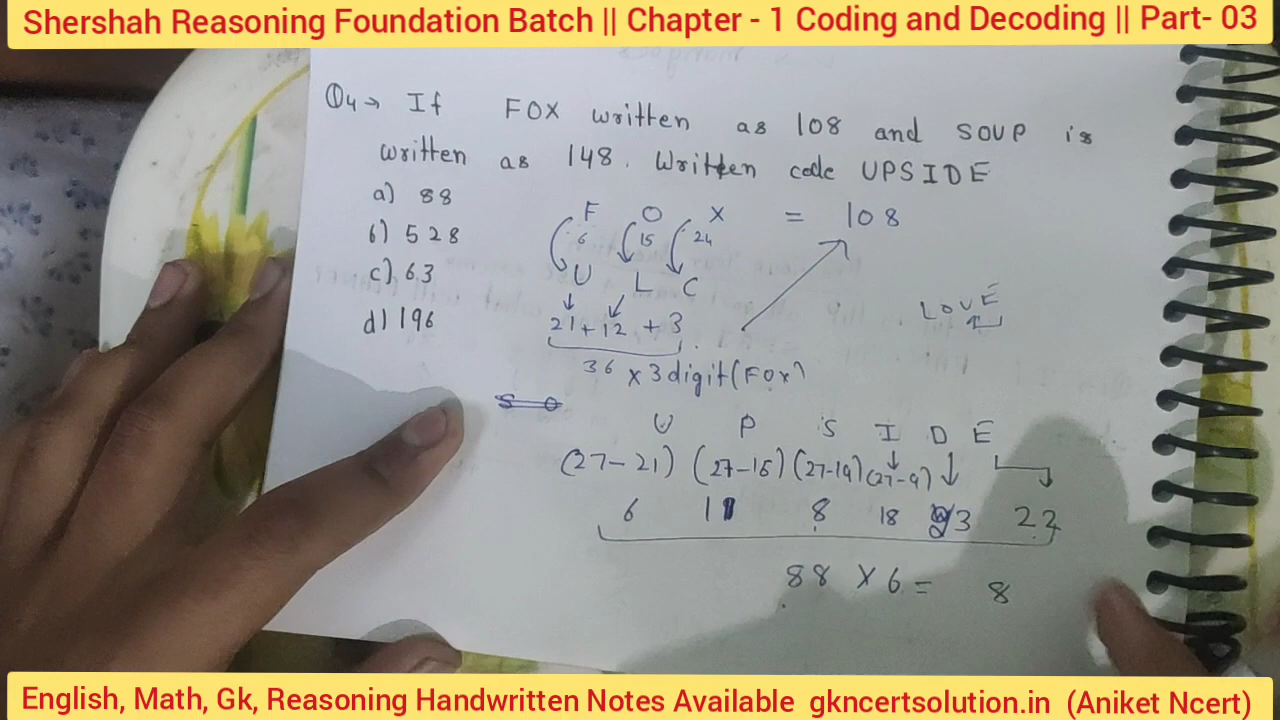 Shershah Reasoning Foundation Batch || Chapter - 1 Coding and Decoding || Part- 03
Q4→ If FOX written as 108 and SOUP is
written as 148. Written code UPSIDE
a) 88
b) 528
c) 63
d) 196
F O X = 108
6 15 24
U L C
21+12 + 3
36 x 3digit(Fox)
LOVE
S O
U P S I D E
(27-21) (27-16) (27-19) (27-9)
6 11 8 18 23 22
88 X 6 = 8
English, Math, Gk, Reasoning Handwritten Notes Available gkncertsolution.in (Aniket Ncert)